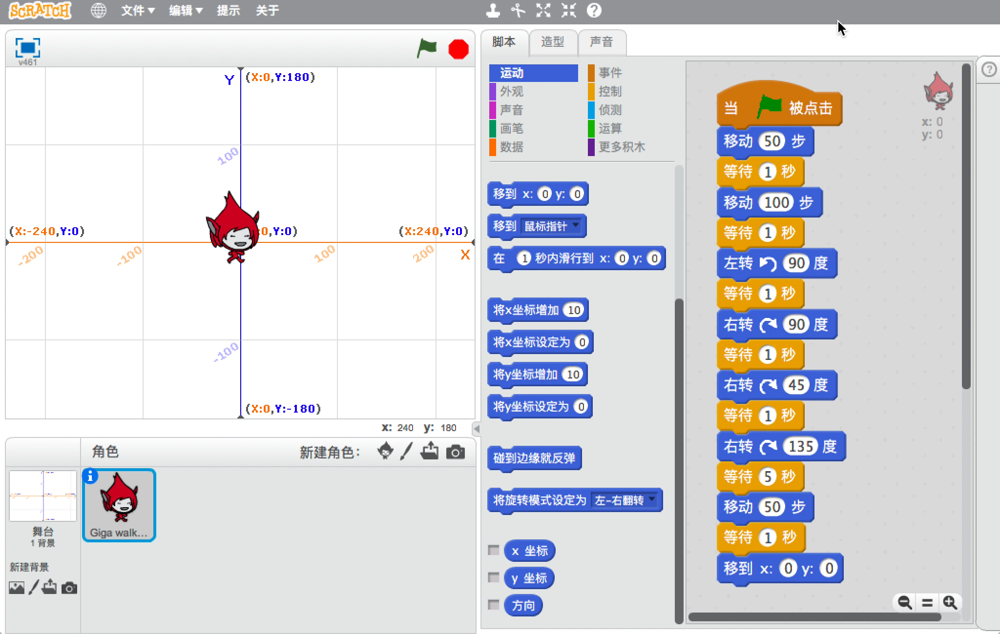 SCRATCH 文件 编辑 提示 关于
v461
脚本 造型 声音
Y (X:0,Y:180)
100
(X:-240,Y:0) :0,Y:0) (X:240,Y:0)
-200 -100 100 200 X
-100
(X:0,Y:-180)
x: 240 y: 180
角色 新建角色：
舞台
1 背景
新建背景
Giga walk...
运动 事件
外观 控制
声音 侦测
画笔 运算
数据 更多积木
移到 x: 0 y: 0
移到 鼠标指针
在 1 秒内滑行到 x: 0 y: 0
将x坐标增加 10
将x坐标设定为 0
将y坐标增加 10
将y坐标设定为 0
碰到边缘就反弹
将旋转模式设定为 左-右翻转
x 坐标
y 坐标
方向
当 被点击
移动 50 步
等待 1 秒
移动 100 步
等待 1 秒
左转 90 度
等待 1 秒
右转 90 度
等待 1 秒
右转 45 度
等待 1 秒
右转 135 度
等待 5 秒
移动 50 步
等待 1 秒
移到 x: 0 y: 0
x: 0
y: 0